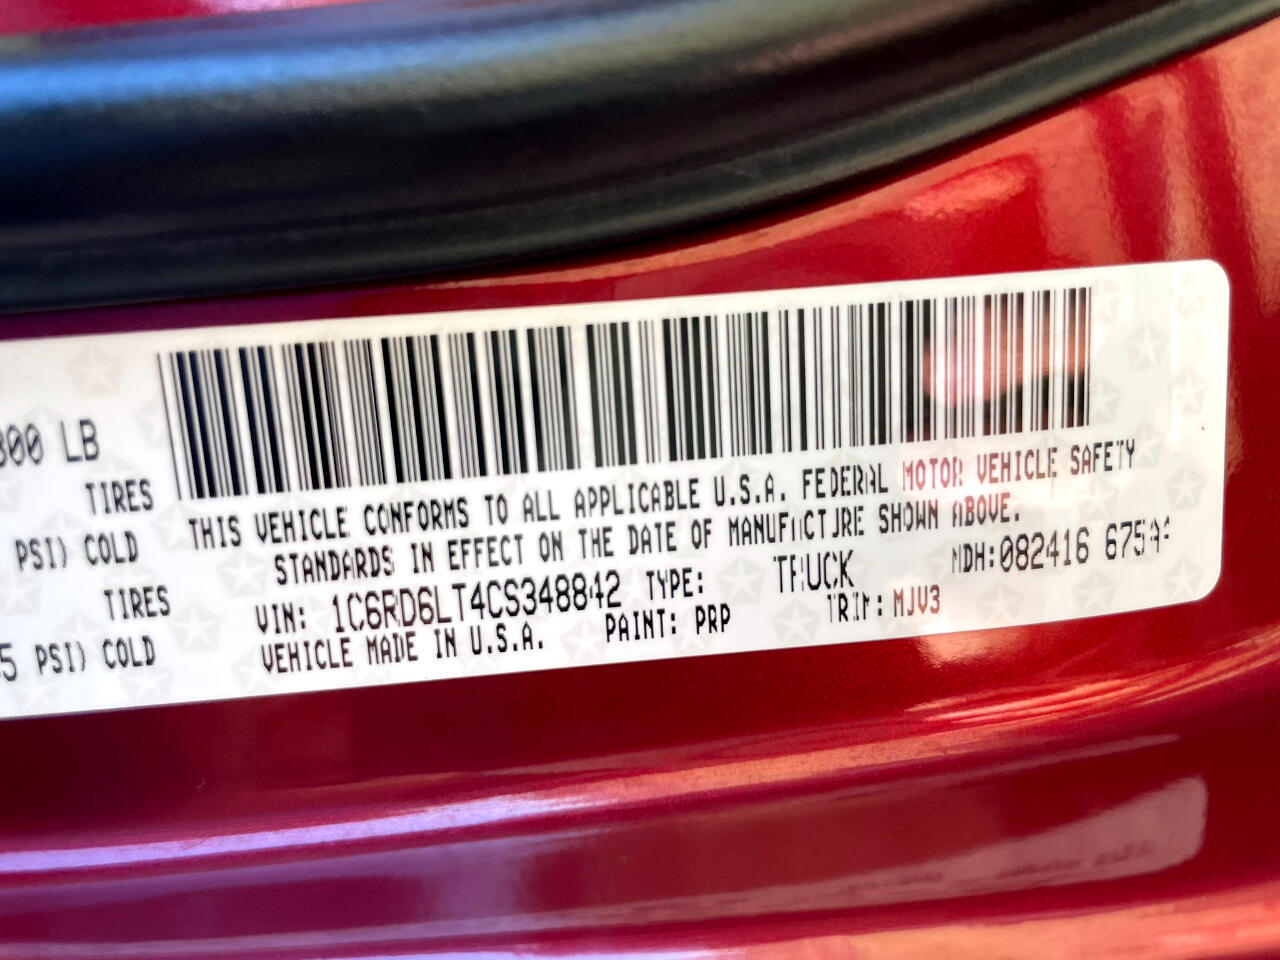 LB
TIRES
PSI) COLD
TIRES
PSI) COLD
THIS VEHICLE CONFORMS TO ALL APPLICABLE U.S.A. FEDERAL MOTOR VEHICLE SAFETY
STANDARDS IN EFFECT ON THE DATE OF MANUFACTURE SHOWN ABOVE.
VIN: 1C6RD6LT4CS348842 TYPE: TRUCK MDH:082416
VEHICLE MADE IN U.S.A. PAINT: PRP TRIM: MJV3